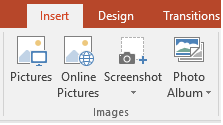 Insert Design Transitions
Pictures Online Screenshot Photo
Pictures Album
Images